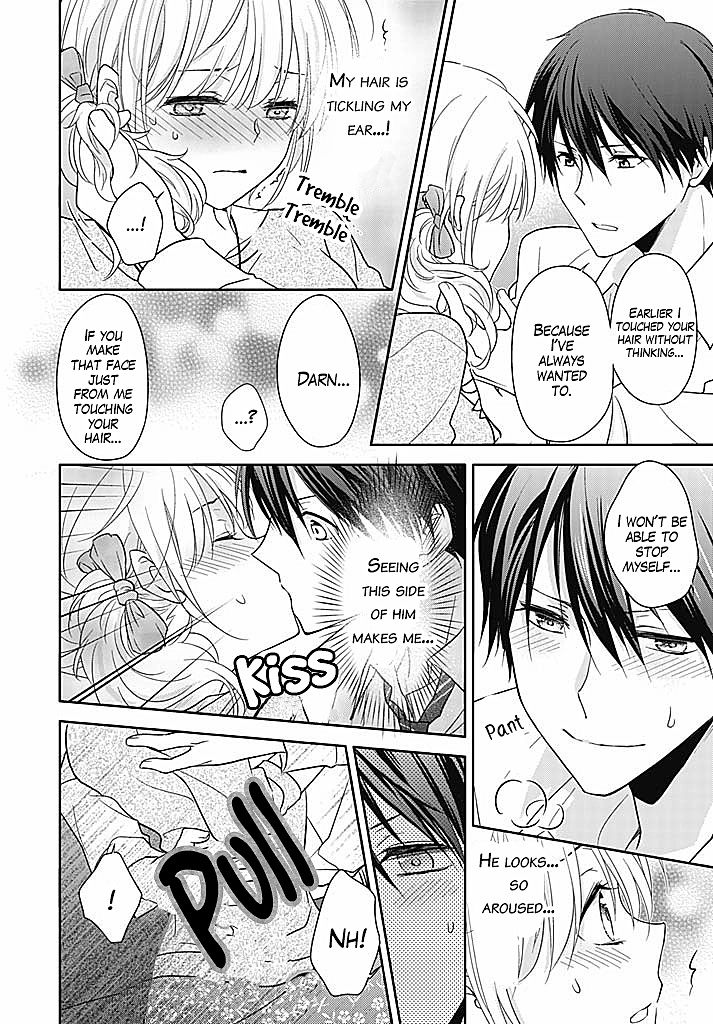 EARLIER I
TOUCHED YOUR
HAIR WITHOUT
THINKING...
BECAUSE
I'VE
ALWAYS
WANTED
TO.
MY HAIR IS
TICKLING MY
EAR...!
Tremble
Tremble
...!
DARN...
...?
IF YOU
MAKE
THAT FACE
JUST
FROM ME
TOUCHING
YOUR
HAIR...
I WON'T BE
ABLE TO
STOP
MYSELF...
Pant
HE LOOKS...
SO
AROUSED...
SEEING
THIS SIDE
OF HIM
MAKES ME...
KISS
NH!
Pull
!